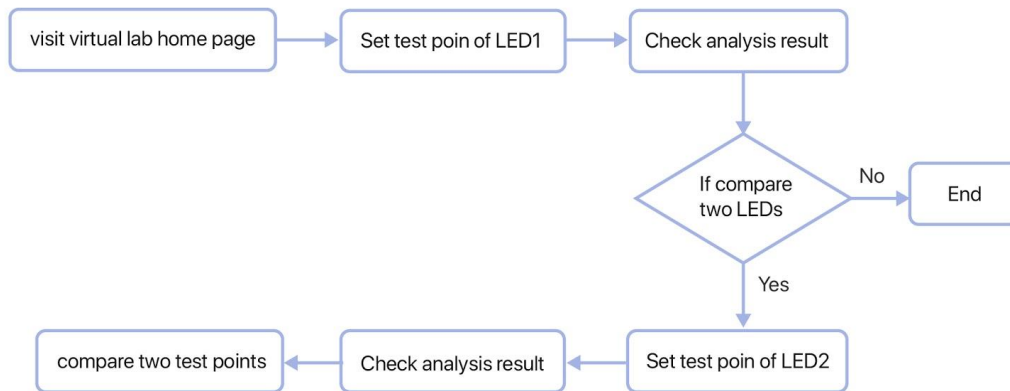 visit virtual lab home page
Set test poin of LED1
Check analysis result
If compare
two LEDs
No
End
Yes
Set test poin of LED2
Check analysis result
compare two test points